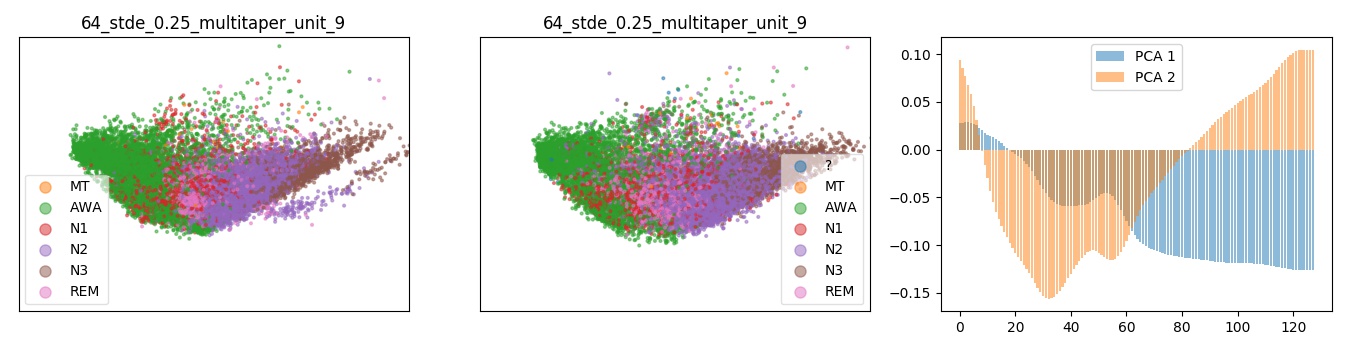 64_stde_0.25_multitaper_unit_9
MT
AWA
N1
N2
N3
REM
64_stde_0.25_multitaper_unit_9
?
MT
AWA
N1
N2
N3
REM
PCA 1
PCA 2
0.10
0.05
0.00
−0.05
−0.10
−0.15
0 20 40 60 80 100 120